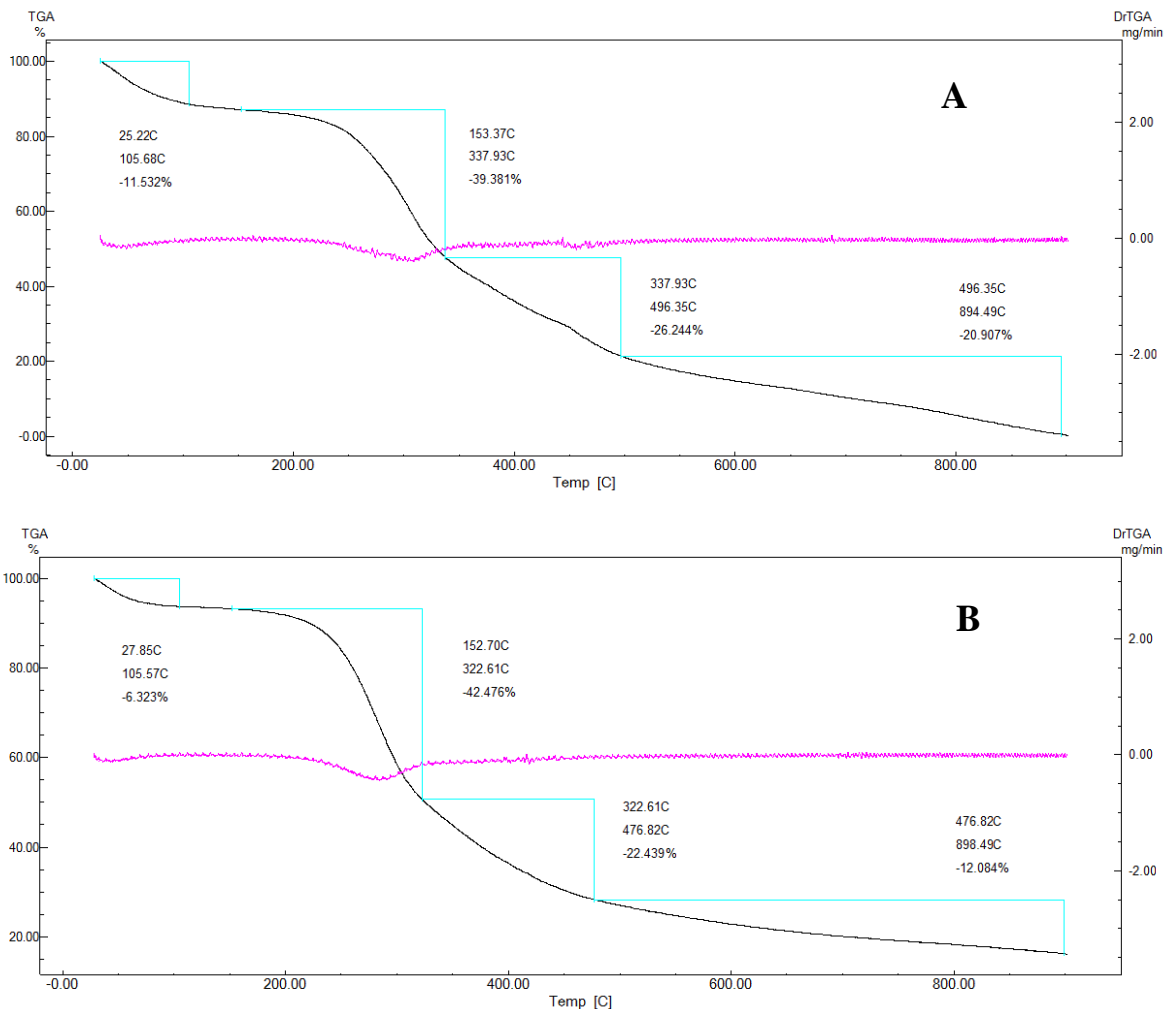 TGA
%
DrTGA
mg/min
A
100.00
80.00
60.00
40.00
20.00
-0.00
2.00
0.00
-2.00
25.22C
105.68C
-11.532%
153.37C
337.93C
-39.381%
337.93C
496.35C
-26.244%
496.35C
894.49C
-20.907%
-0.00
200.00
400.00
600.00
800.00
Temp [C]
TGA
%
DrTGA
mg/min
B
100.00
80.00
60.00
40.00
20.00
2.00
0.00
-2.00
27.85C
105.57C
-6.323%
152.70C
322.61C
-42.476%
322.61C
476.82C
-22.439%
476.82C
898.49C
-12.084%
-0.00
200.00
400.00
600.00
800.00
Temp [C]